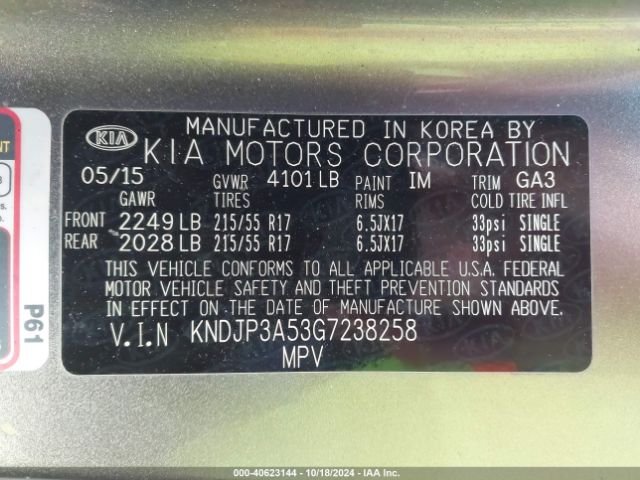 MANUFACTURED IN KOREA BY
KIA KIA MOTORS CORPORATION
05/15 GVWR 4101 LB PAINT IM TRIM GA3
GAWR TIRES RIMS COLD TIRE INFL
FRONT 2249 LB 215/55 R17 6.5JX17 33psi SINGLE
REAR 2028 LB 215/55 R17 6.5JX17 33psi SINGLE
THIS VEHICLE CONFORMS TO ALL APPLICABLE U.S.A. FEDERAL
MOTOR VEHICLE SAFETY AND THEFT PREVENTION STANDARDS
IN EFFECT ON THE DATE OF MANUFACTURE SHOWN ABOVE.
V.I.N KNDJP3A53G7238258
MPV
P61
000-40623144 - 10/18/2024 - IAA Inc.